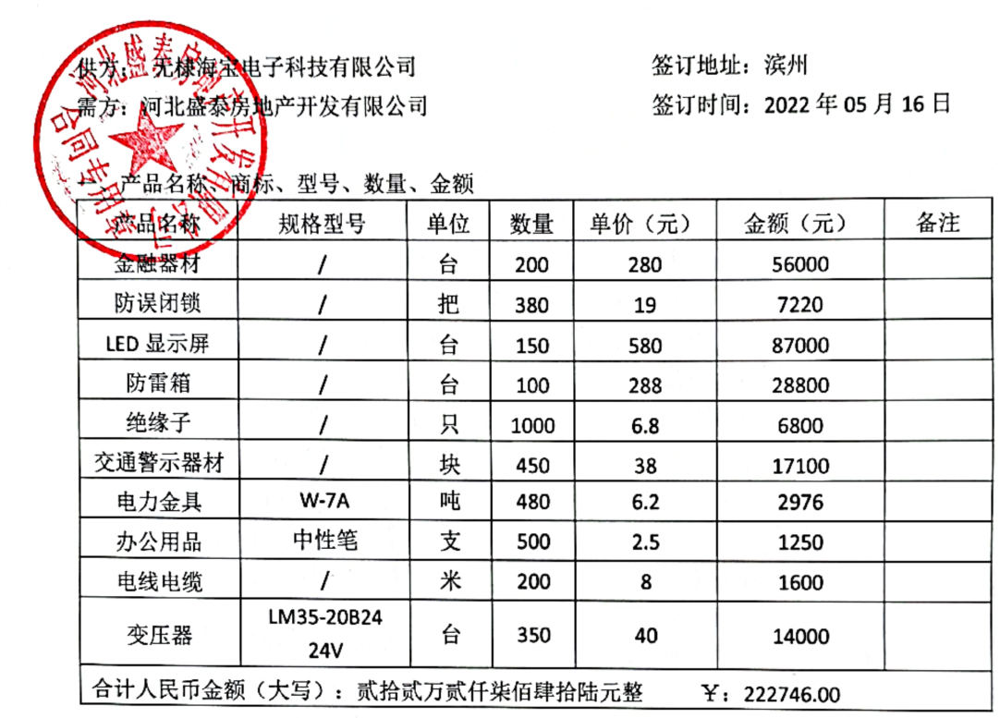 供方：无棣海宝电子科技有限公司 签订地址：滨州
需方：河北盛泰房地产开发有限公司 签订时间：2022 年 05 月 16 日
河北盛泰房地产开发有限公司
合同专用章
产品名称、商标、型号、数量、金额
产品名称 规格型号 单位 数量 单价（元） 金额（元） 备注
金融器材 / 台 200 280 56000
防误闭锁 / 把 380 19 7220
LED 显示屏 / 台 150 580 87000
防雷箱 / 台 100 288 28800
绝缘子 / 只 1000 6.8 6800
交通警示器材 / 块 450 38 17100
电力金具 W-7A 吨 480 6.2 2976
办公用品 中性笔 支 500 2.5 1250
电线电缆 / 米 200 8 1600
变压器 LM35-20B24 台 350 40 14000
24V
合计人民币金额（大写）：贰拾贰万贰仟柒佰肆拾陆元整 ￥：222746.00